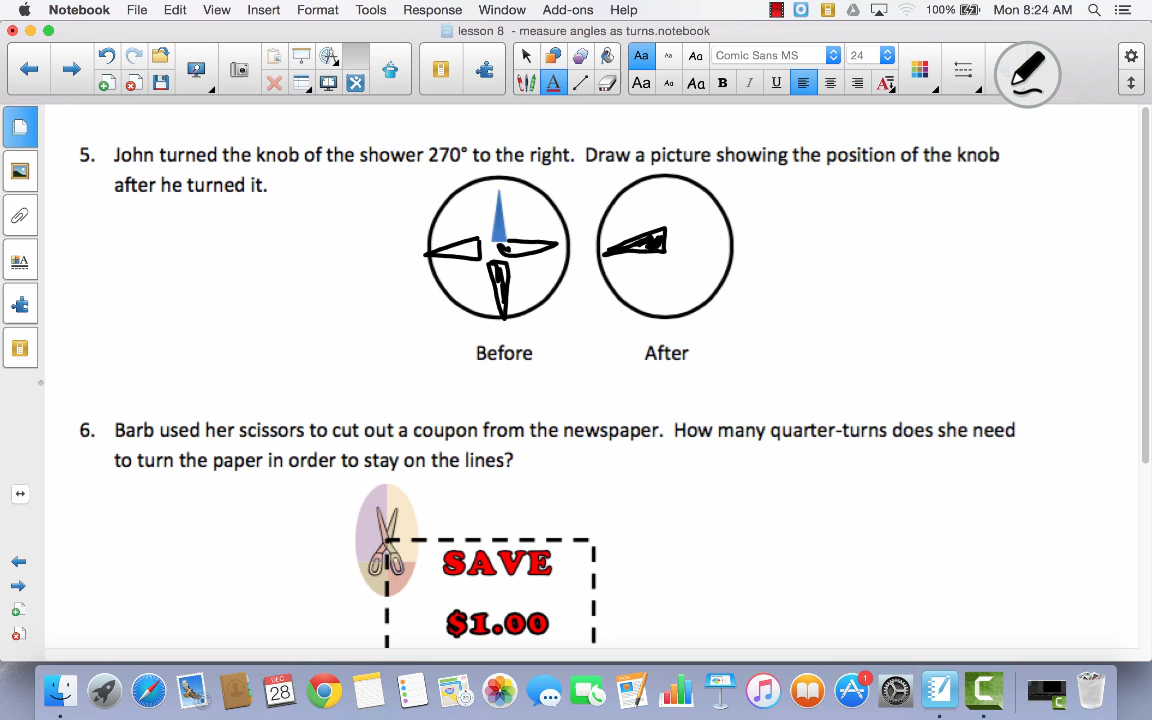 Notebook File Edit View Insert Format Tools Response Window Add-ons Help 100% Mon 8:24 AM
lesson 8 - measure angles as turns.notebook
Aa Aa Aa Comic Sans MS 24
A Aa Aa Aa B I U A
5. John turned the knob of the shower 270° to the right. Draw a picture showing the position of the knob
after he turned it.
Before After
6. Barb used her scissors to cut out a coupon from the newspaper. How many quarter-turns does she need
to turn the paper in order to stay on the lines?
SAVE
$1.00
DEC
28
1